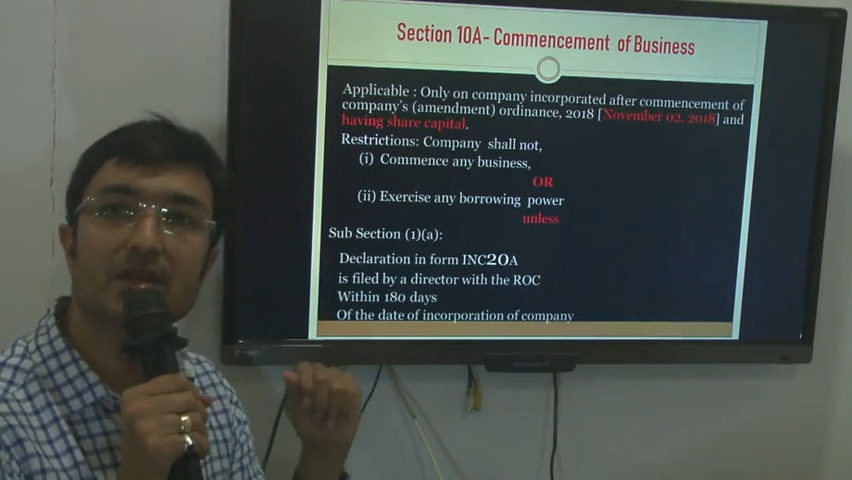 Section 10A- Commencement of Business
Applicable : Only on company incorporated after commencement of
company's (amendment) ordinance, 2018 [November 02, 2018] and
having share capital.
Restrictions: Company shall not,
(i) Commence any business,
OR
(ii) Exercise any borrowing power
unless
Sub Section (1)(a):
Declaration in form INC20A
is filed by a director with the ROC
Within 180 days
Of the date of incorporation of company